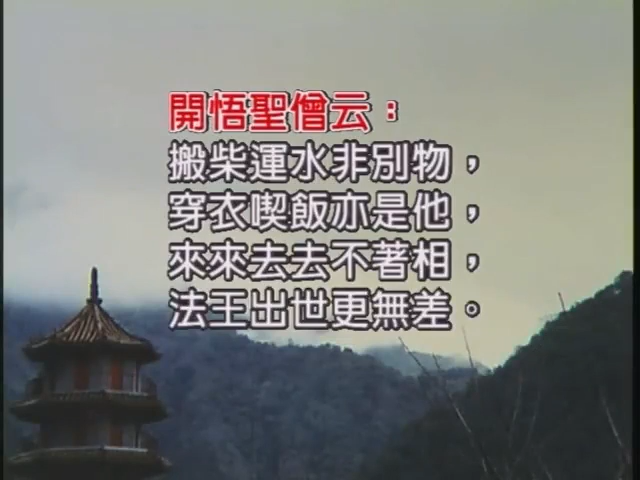 開悟聖僧云：
搬柴運水非別物，
穿衣喫飯亦是他，
來來去去不著相，
法王出世更無差。